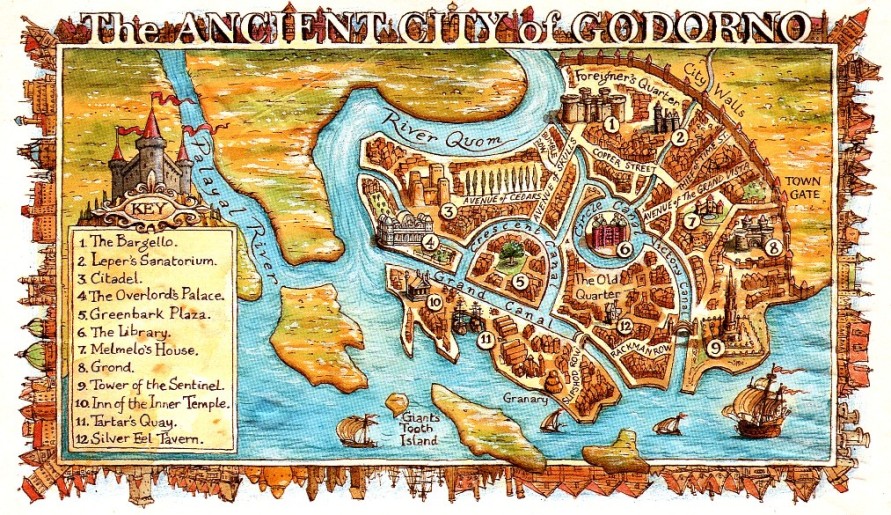 The ANCIENT CITY of GODORNO
Foreigner's Quarter
City Walls
1
2
River Quom
Palayal River
COPIER STREET
AVENUE OF SKULLS
AVENUE OF CEDARS
AVENUE OF THE GRAND VISTA
TOWN
GATE
KEY
1. The Bargello.
2. Leper's Sanatorium.
3. Citadel.
4. The Overlord's Palace.
5. Greenbark Plaza.
6. The Library.
7. Melmelo's House.
8. Grond.
9. Tower of the Sentinel.
10. Inn of the Inner Temple.
11. Tartar's Quay.
12. Silver Eel Tavern.
3
4
5
6
7
8
Crescent Canal
Circle Canal
Victory Canal
Grand Canal
The Old
Quarter
10
11
12
9
RACKMAN ROW
SLIPSHOD ROW
Granary
Giants
Tooth
Island